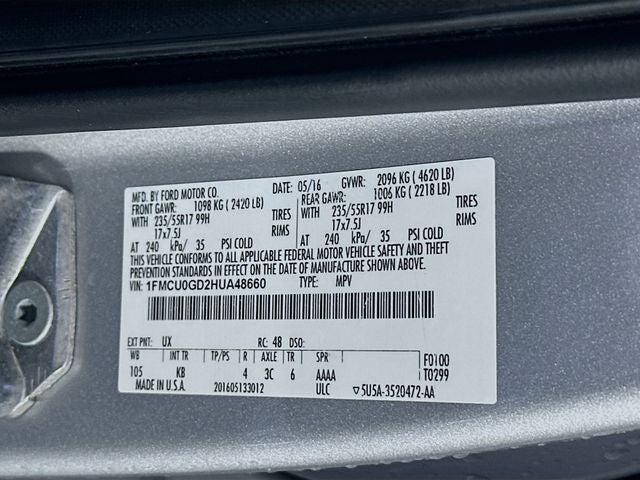 MFD. BY FORD MOTOR CO. DATE: 05/16 GVWR: 2096 KG ( 4620 LB)
FRONT GAWR: 1098 KG ( 2420 LB) REAR GAWR: 1006 KG ( 2218 LB)
WITH 235/55R17 99H TIRES WITH 235/55R17 99H TIRES
17x7.5J RIMS 17x7.5J RIMS
AT 240 kPa/ 35 PSI COLD AT 240 kPa/ 35 PSI COLD
THIS VEHICLE CONFORMS TO ALL APPLICABLE FEDERAL MOTOR VEHICLE SAFETY AND THEFT
PREVENTION STANDARDS IN EFFECT ON THE DATE OF MANUFACTURE SHOWN ABOVE.
VIN: 1FMCU0GD2HUA48660 TYPE: MPV
EXT PNT: UX RC: 48 DSO:
WB INT TR TP/PS R AXLE TR SPR F0100
105 KB 4 3C 6 AAAA T0299
MADE IN U.S.A. 201605133012 ULC ▽5U5A-3520472-AA